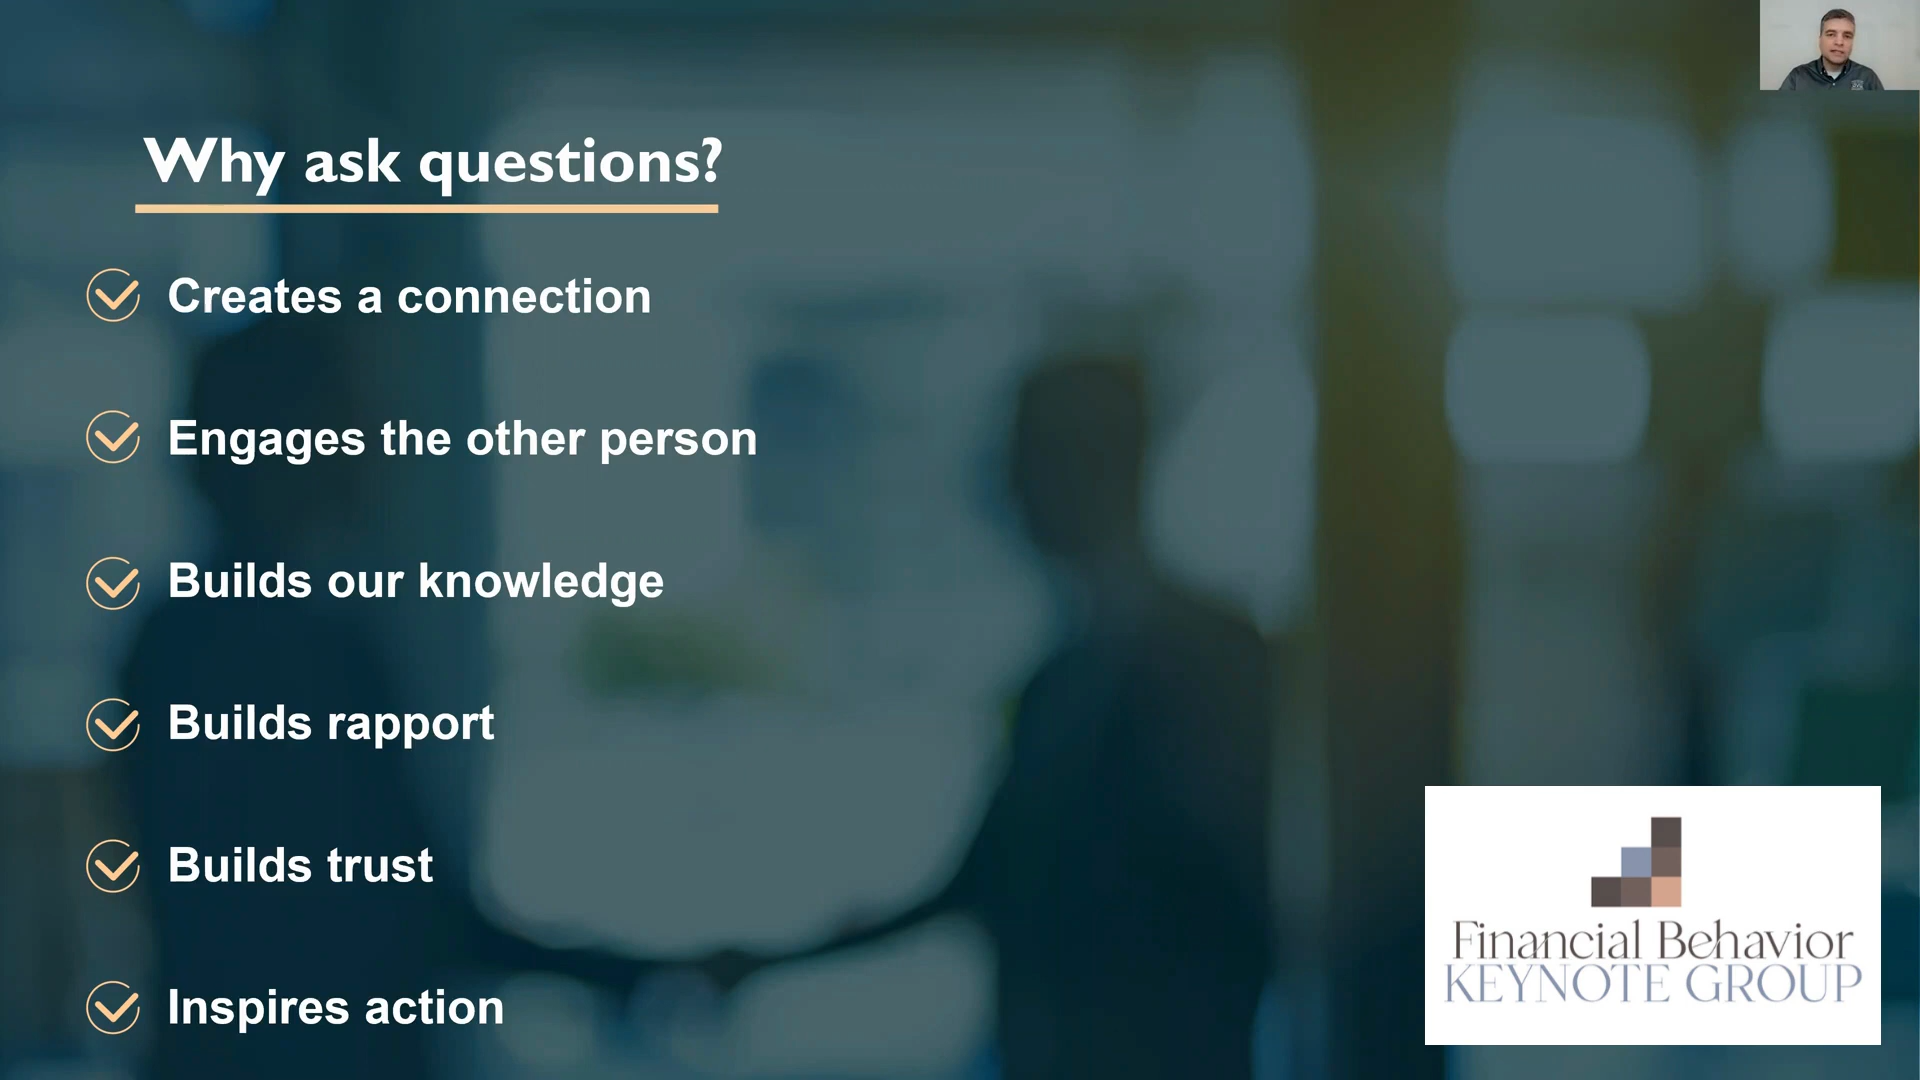 Why ask questions?
Creates a connection
Engages the other person
Builds our knowledge
Builds rapport
Builds trust
Inspires action
Financial Behavior
KEYNOTE GROUP